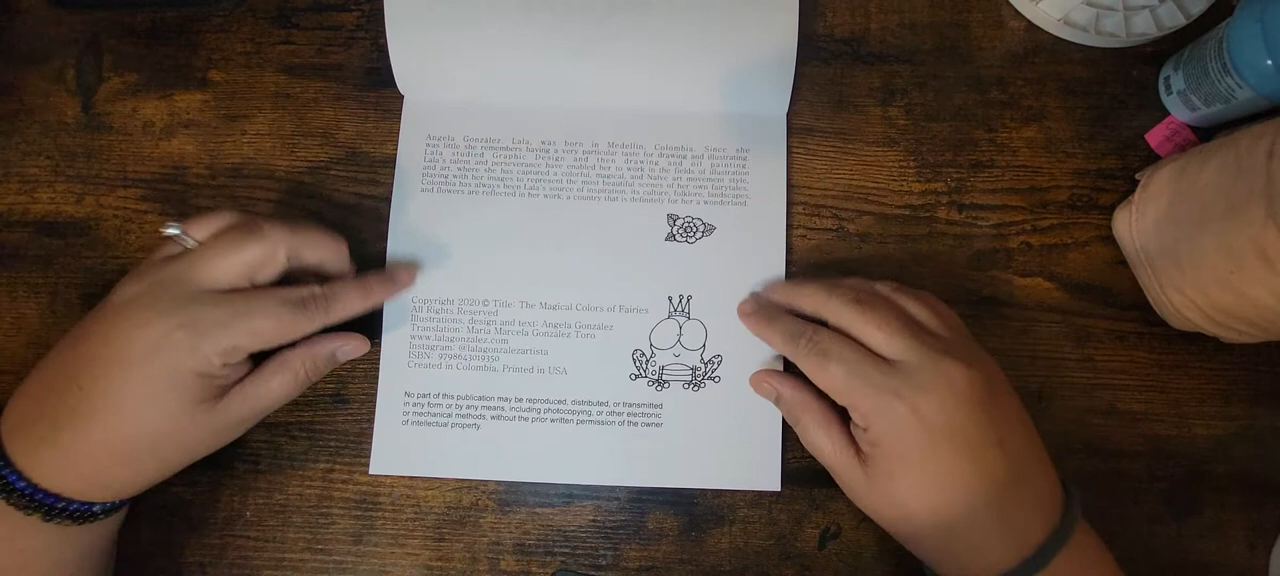 Angela González, Lala, was born in Medellín, Colombia. Since she
was little she remembers having a very particular taste for drawing and illustrating.
Lala studied Graphic Design and then drawing and oil painting.
Lala's talent and perseverance have enabled her to work in the fields of illustration
and art, where she has captured a colorful, magical, and Naive art movement style,
playing with her images to represent the most beautiful scenes of her own fairytales.
Colombia has always been Lala's source of inspiration, its culture, folklore, landscapes,
and flowers are reflected in her work, a country that is definitely for her a wonderland.
Copyright 2020 © Title: The Magical Colors of Fairies
All Rights Reserved
Illustrations, design and text: Angela González
Translation: María Marcela González Toro
www.lalagonzalez.com
Instagram: @lalagonzalezartista
ISBN: 9798643019350
Created in Colombia, Printed in USA
No part of this publication may be reproduced, distributed, or transmitted
in any form or by any means, including photocopying, or other electronic
or mechanical methods, without the prior written permission of the owner
of intellectual property.